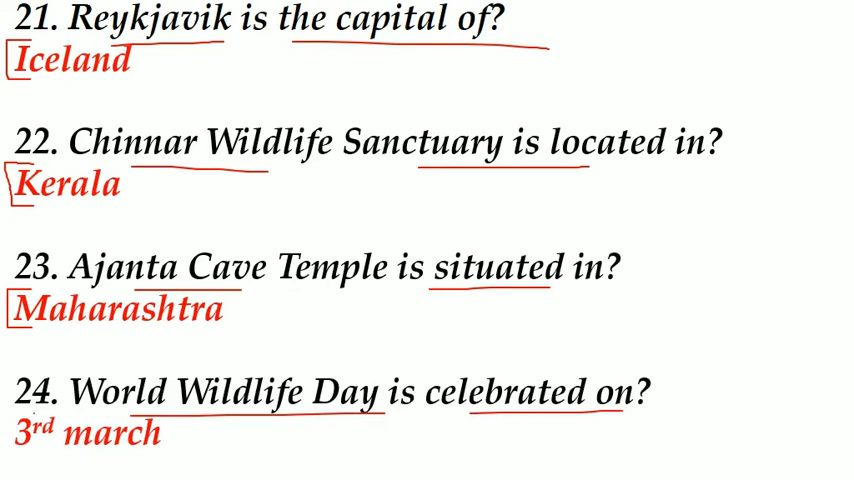 21. Reykjavik is the capital of?
Iceland
22. Chinnar Wildlife Sanctuary is located in?
Kerala
23. Ajanta Cave Temple is situated in?
Maharashtra
24. World Wildlife Day is celebrated on?
3rd march